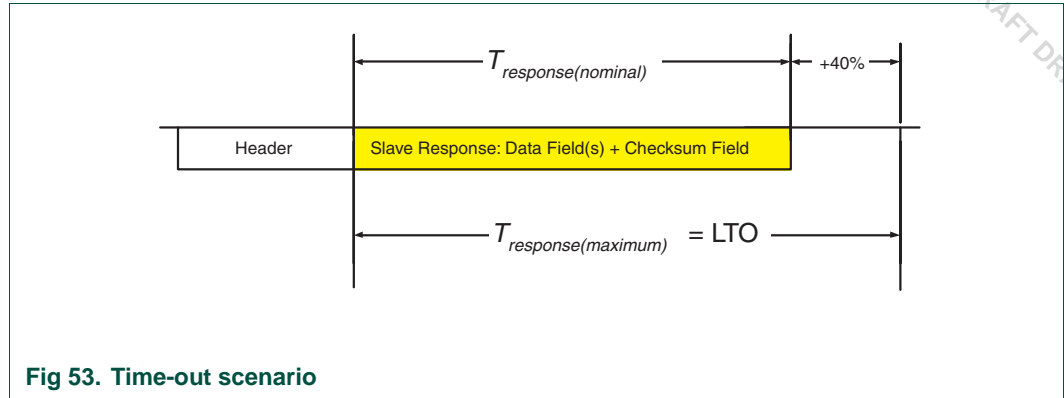 T response(nominal)
+40%
Header
Slave Response: Data Field(s) + Checksum Field
T response(maximum) = LTO
Fig 53. Time-out scenario